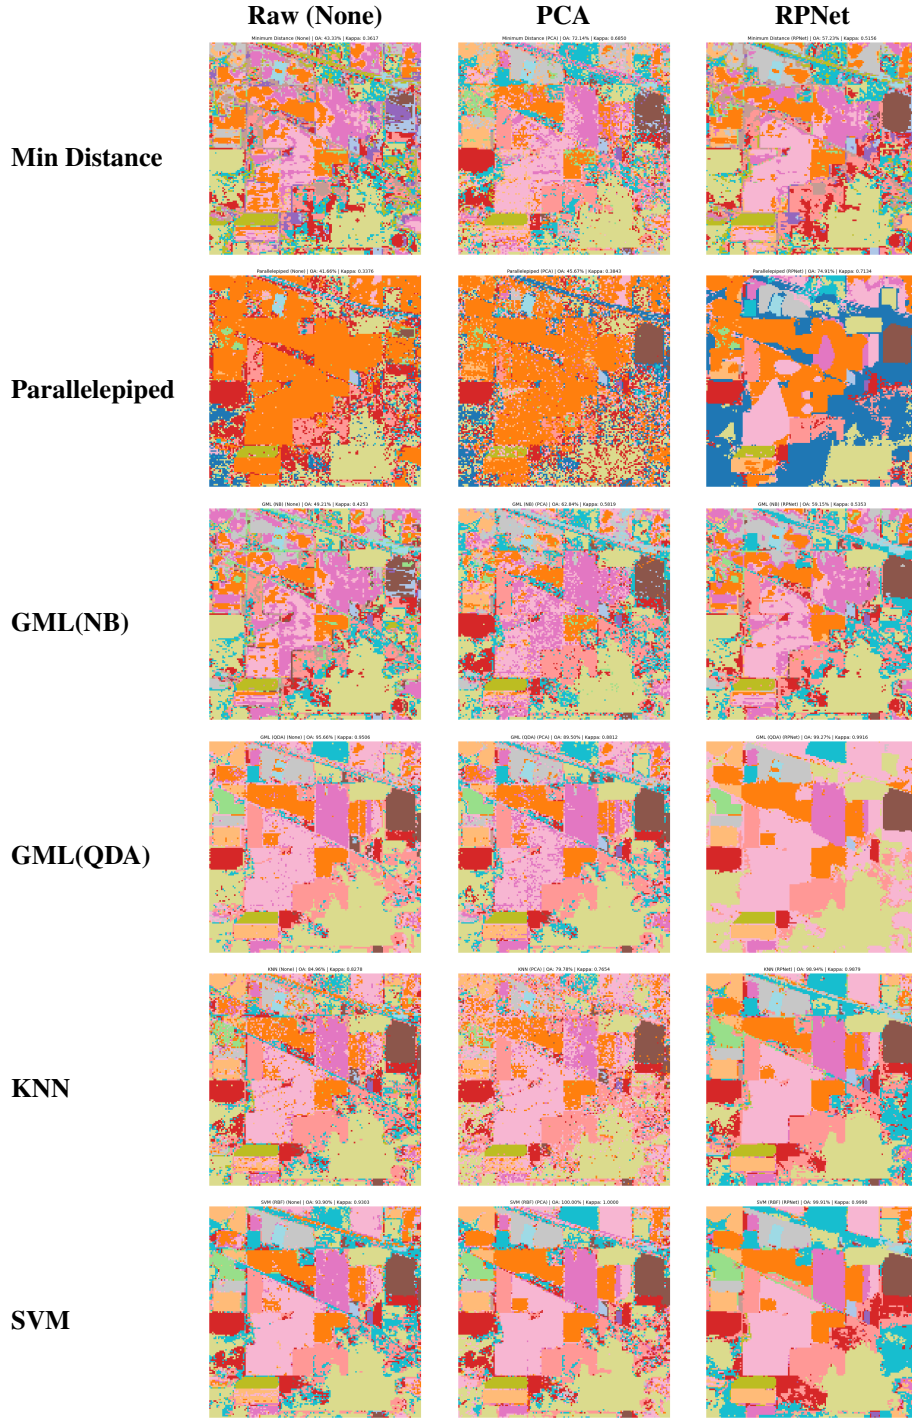 Raw (None) PCA RPNet
Minimum Distance (None) | OA: 43.33% | Kappa: 0.3617 Minimum Distance (PCA) | OA: 72.14% | Kappa: 0.6850 Minimum Distance (RPNet) | OA: 57.23% | Kappa: 0.5156
Min Distance
Parallelepiped (None) | OA: 41.66% | Kappa: 0.3376 Parallelepiped (PCA) | OA: 45.67% | Kappa: 0.3843 Parallelepiped (RPNet) | OA: 74.91% | Kappa: 0.7134
Parallelepiped
GML (NB) (None) | OA: 49.21% | Kappa: 0.4253 GML (NB) (PCA) | OA: 62.84% | Kappa: 0.5819 GML (NB) (RPNet) | OA: 59.15% | Kappa: 0.5353
GML(NB)
GML (QDA) (None) | OA: 95.66% | Kappa: 0.9506 GML (QDA) (PCA) | OA: 89.50% | Kappa: 0.8812 GML (QDA) (RPNet) | OA: 99.27% | Kappa: 0.9916
GML(QDA)
KNN (None) | OA: 84.96% | Kappa: 0.8278 KNN (PCA) | OA: 79.78% | Kappa: 0.7654 KNN (RPNet) | OA: 98.94% | Kappa: 0.9879
KNN
SVM (RBF) (None) | OA: 93.90% | Kappa: 0.9303 SVM (RBF) (PCA) | OA: 100.00% | Kappa: 1.0000 SVM (RBF) (RPNet) | OA: 99.91% | Kappa: 0.9990
SVM